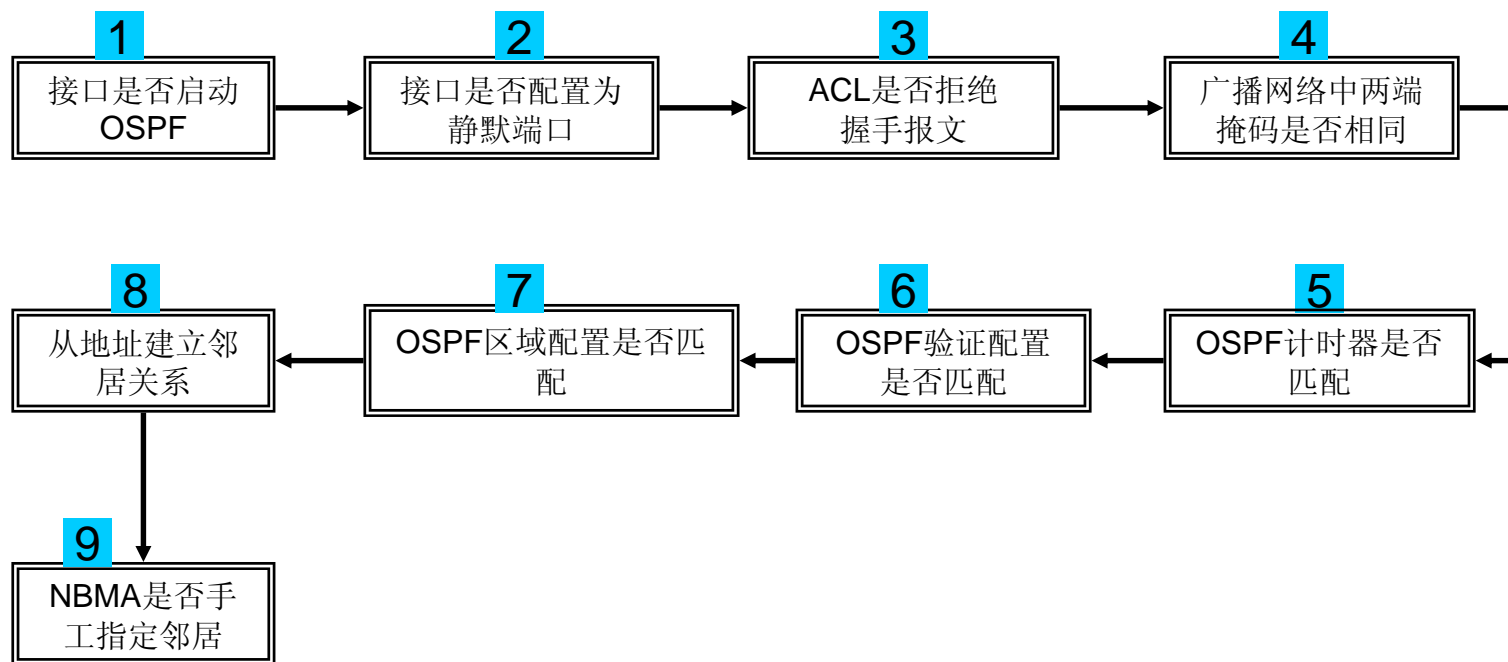 1
接口是否启动
OSPF
2
接口是否配置为
静默端口
3
ACL是否拒绝
握手报文
4
广播网络中两端
掩码是否相同
8
从地址建立邻
居关系
7
OSPF区域配置是否匹
配
6
OSPF验证配置
是否匹配
5
OSPF计时器是否
匹配
9
NBMA是否手
工指定邻居